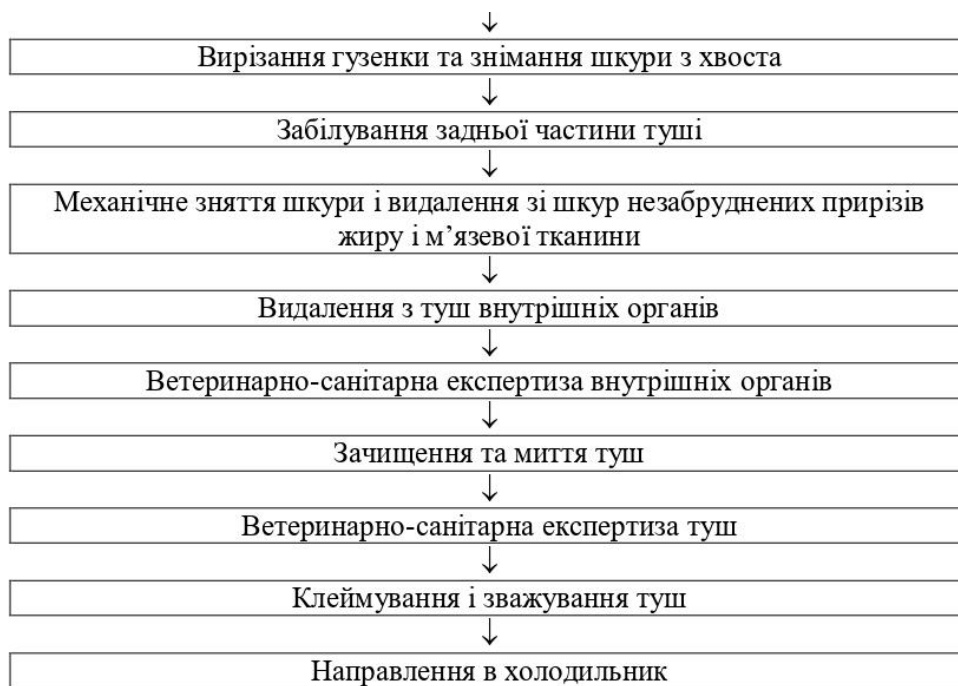 ↓
Вирізання гузенки та знімання шкури з хвоста
↓
Забілування задньої частини туші
↓
Механічне зняття шкури і видалення зі шкур незабруднених прирізів
жиру і м’язевої тканини
↓
Видалення з туш внутрішніх органів
↓
Ветеринарно-санітарна експертиза внутрішніх органів
↓
Зачищення та миття туш
↓
Ветеринарно-санітарна експертиза туш
↓
Клеймування і зважування туш
↓
Направлення в холодильник